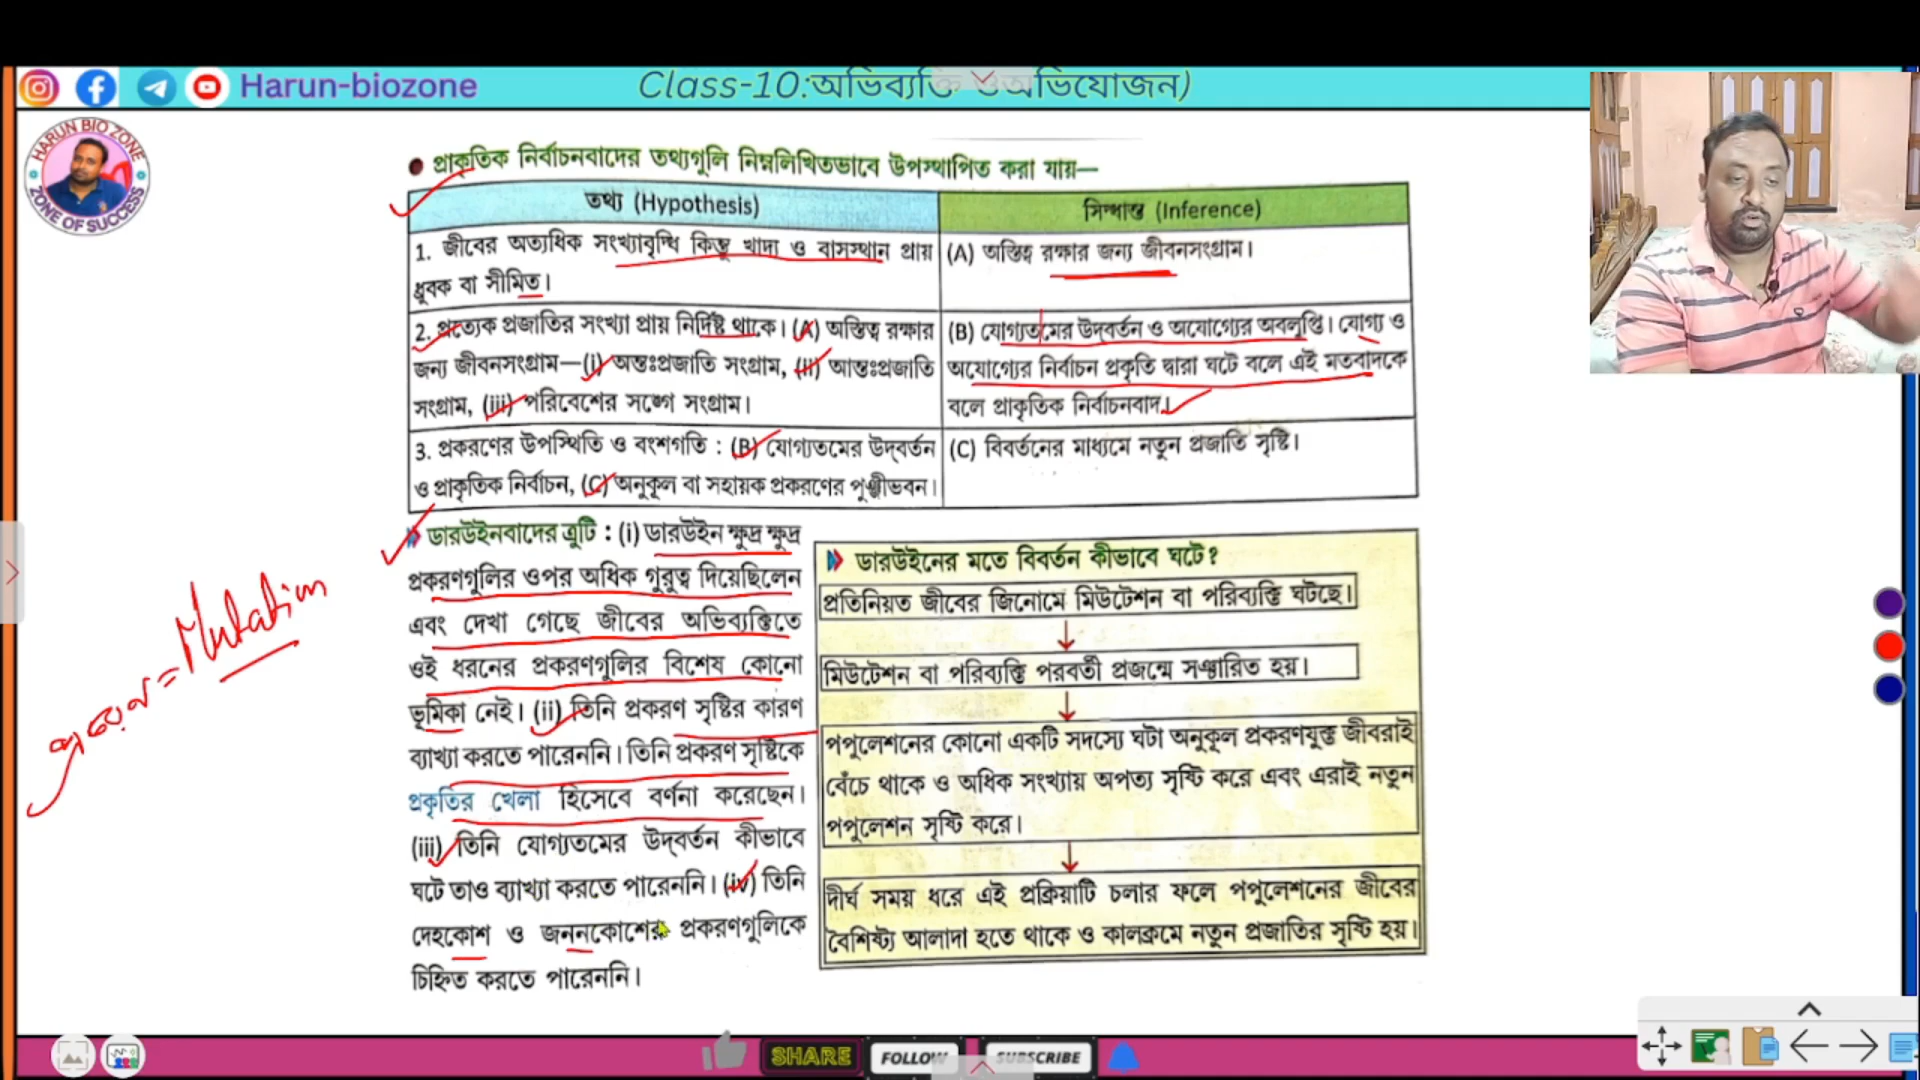 Harun-biozone
Class-10:অভিব্যক্তি ও অভিযোজন)
HARUN BIO ZONE
ZONE OF SUCCESS
প্রাকৃতিক নির্বাচনবাদের তথ্যগুলি নিম্নলিখিতভাবে উপস্থাপিত করা যায়—
তথ্য (Hypothesis)
সিদ্ধান্ত (Inference)
1. জীবের অত্যধিক সংখ্যাবৃদ্ধি কিন্তু খাদ্য ও বাসস্থান প্রায়
ধ্রুবক বা সীমিত।
(A) অস্তিত্ব রক্ষার জন্য জীবনসংগ্রাম।
2. প্রত্যেক প্রজাতির সংখ্যা প্রায় নির্দিষ্ট থাকে। (A) অস্তিত্ব রক্ষার
জন্য জীবনসংগ্রাম—(i) অন্তঃপ্রজাতি সংগ্রাম, (ii) আন্তঃপ্রজাতি
সংগ্রাম, (iii) পরিবেশের সঙ্গে সংগ্রাম।
(B) যোগ্যতমের উদ্‌বর্তন ও অযোগ্যের অবলুপ্তি। যোগ্য ও
অযোগ্যের নির্বাচন প্রকৃতি দ্বারা ঘটে বলে এই মতবাদকে
বলে প্রাকৃতিক নির্বাচনবাদ।
3. প্রকরণের উপস্থিতি ও বংশগতি : (B) যোগ্যতমের উদ্‌বর্তন
ও প্রাকৃতিক নির্বাচন, (C) অনুকূল বা সহায়ক প্রকরণের পুঞ্জীভবন।
(C) বিবর্তনের মাধ্যমে নতুন প্রজাতি সৃষ্টি।
ডারউইনবাদের ত্রুটি : (i) ডারউইন ক্ষুদ্র ক্ষুদ্র
প্রকরণগুলির ওপর অধিক গুরুত্ব দিয়েছিলেন
এবং দেখা গেছে জীবের অভিব্যক্তিতে
ওই ধরনের প্রকরণগুলির বিশেষ কোনো
ভূমিকা নেই। (ii) তিনি প্রকরণ সৃষ্টির কারণ
ব্যাখ্যা করতে পারেননি। তিনি প্রকরণ সৃষ্টিকে
প্রকৃতির খেলা হিসেবে বর্ণনা করেছেন।
(iii) তিনি যোগ্যতমের উদ্‌বর্তন কীভাবে
ঘটে তাও ব্যাখ্যা করতে পারেননি। (iv) তিনি
দেহকোশ ও জননকোশের প্রকরণগুলিকে
চিহ্নিত করতে পারেননি।
প্রকরণ = Mutation
ডারউইনের মতে বিবর্তন কীভাবে ঘটে?
প্রতিনিয়ত জীবের জিনোমে মিউটেশন বা পরিব্যক্তি ঘটছে।
মিউটেশন বা পরিব্যক্তি পরবর্তী প্রজন্মে সঞ্চারিত হয়।
পপুলেশনের কোনো একটি সদস্যে ঘটা অনুকূল প্রকরণযুক্ত জীবরাই
বেঁচে থাকে ও অধিক সংখ্যায় অপত্য সৃষ্টি করে এবং এরাই নতুন
পপুলেশন সৃষ্টি করে।
দীর্ঘ সময় ধরে এই প্রক্রিয়াটি চলার ফলে পপুলেশনের জীবের
বৈশিষ্ট্য আলাদা হতে থাকে ও কালক্রমে নতুন প্রজাতির সৃষ্টি হয়।
SHARE
FOLLOW
SUBSCRIBE